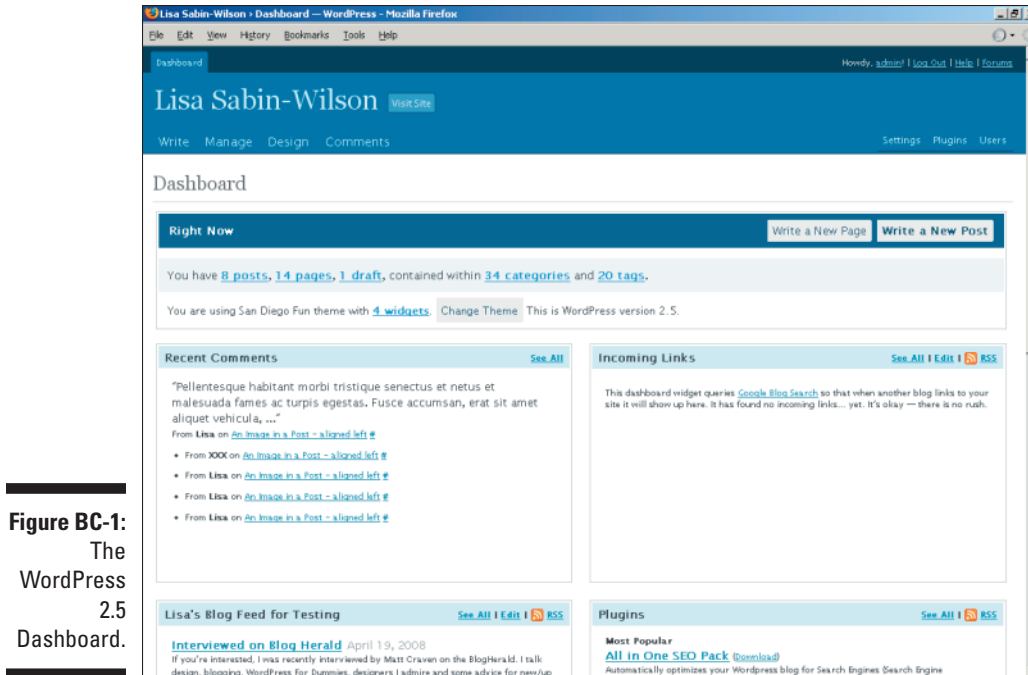 Lisa Sabin-Wilson › Dashboard — WordPress - Mozilla Firefox
File Edit View History Bookmarks Tools Help
Dashboard
Howdy, admin! | Log Out | Help | Forums
Lisa Sabin-Wilson Visit Site
Write Manage Design Comments
Settings Plugins Users
Dashboard
Right Now
Write a New Page Write a New Post
You have 8 posts, 14 pages, 1 draft, contained within 34 categories and 20 tags.
You are using San Diego Fun theme with 4 widgets. Change Theme This is WordPress version 2.5.
Recent Comments See All
"Pellentesque habitant morbi tristique senectus et netus et
malesuada fames ac turpis egestas. Fusce accumsan, erat sit amet
aliquet vehicula, ..."
From Lisa on An Image in a Post - aligned left #
• From XXX on An Image in a Post - aligned left #
• From Lisa on An Image in a Post - aligned left #
• From Lisa on An Image in a Post - aligned left #
• From Lisa on An Image in a Post - aligned left #
Incoming Links See All | Edit | RSS
This dashboard widget queries Google Blog Search so that when another blog links to your
site it will show up here. It has found no incoming links... yet. It's okay — there is no rush.
Lisa's Blog Feed for Testing See All | Edit | RSS
Interviewed on Blog Herald April 19, 2008
If you're interested, I was recently interviewed by Matt Craven on the BlogHerald. I talk
design, blogging, WordPress For Dummies, designers I admire and some advice for new/up
Plugins See All | RSS
Most Popular
All in One SEO Pack (Download)
Automatically optimizes your Wordpress blog for Search Engines (Search Engine
Figure BC-1:
The
WordPress
2.5
Dashboard.